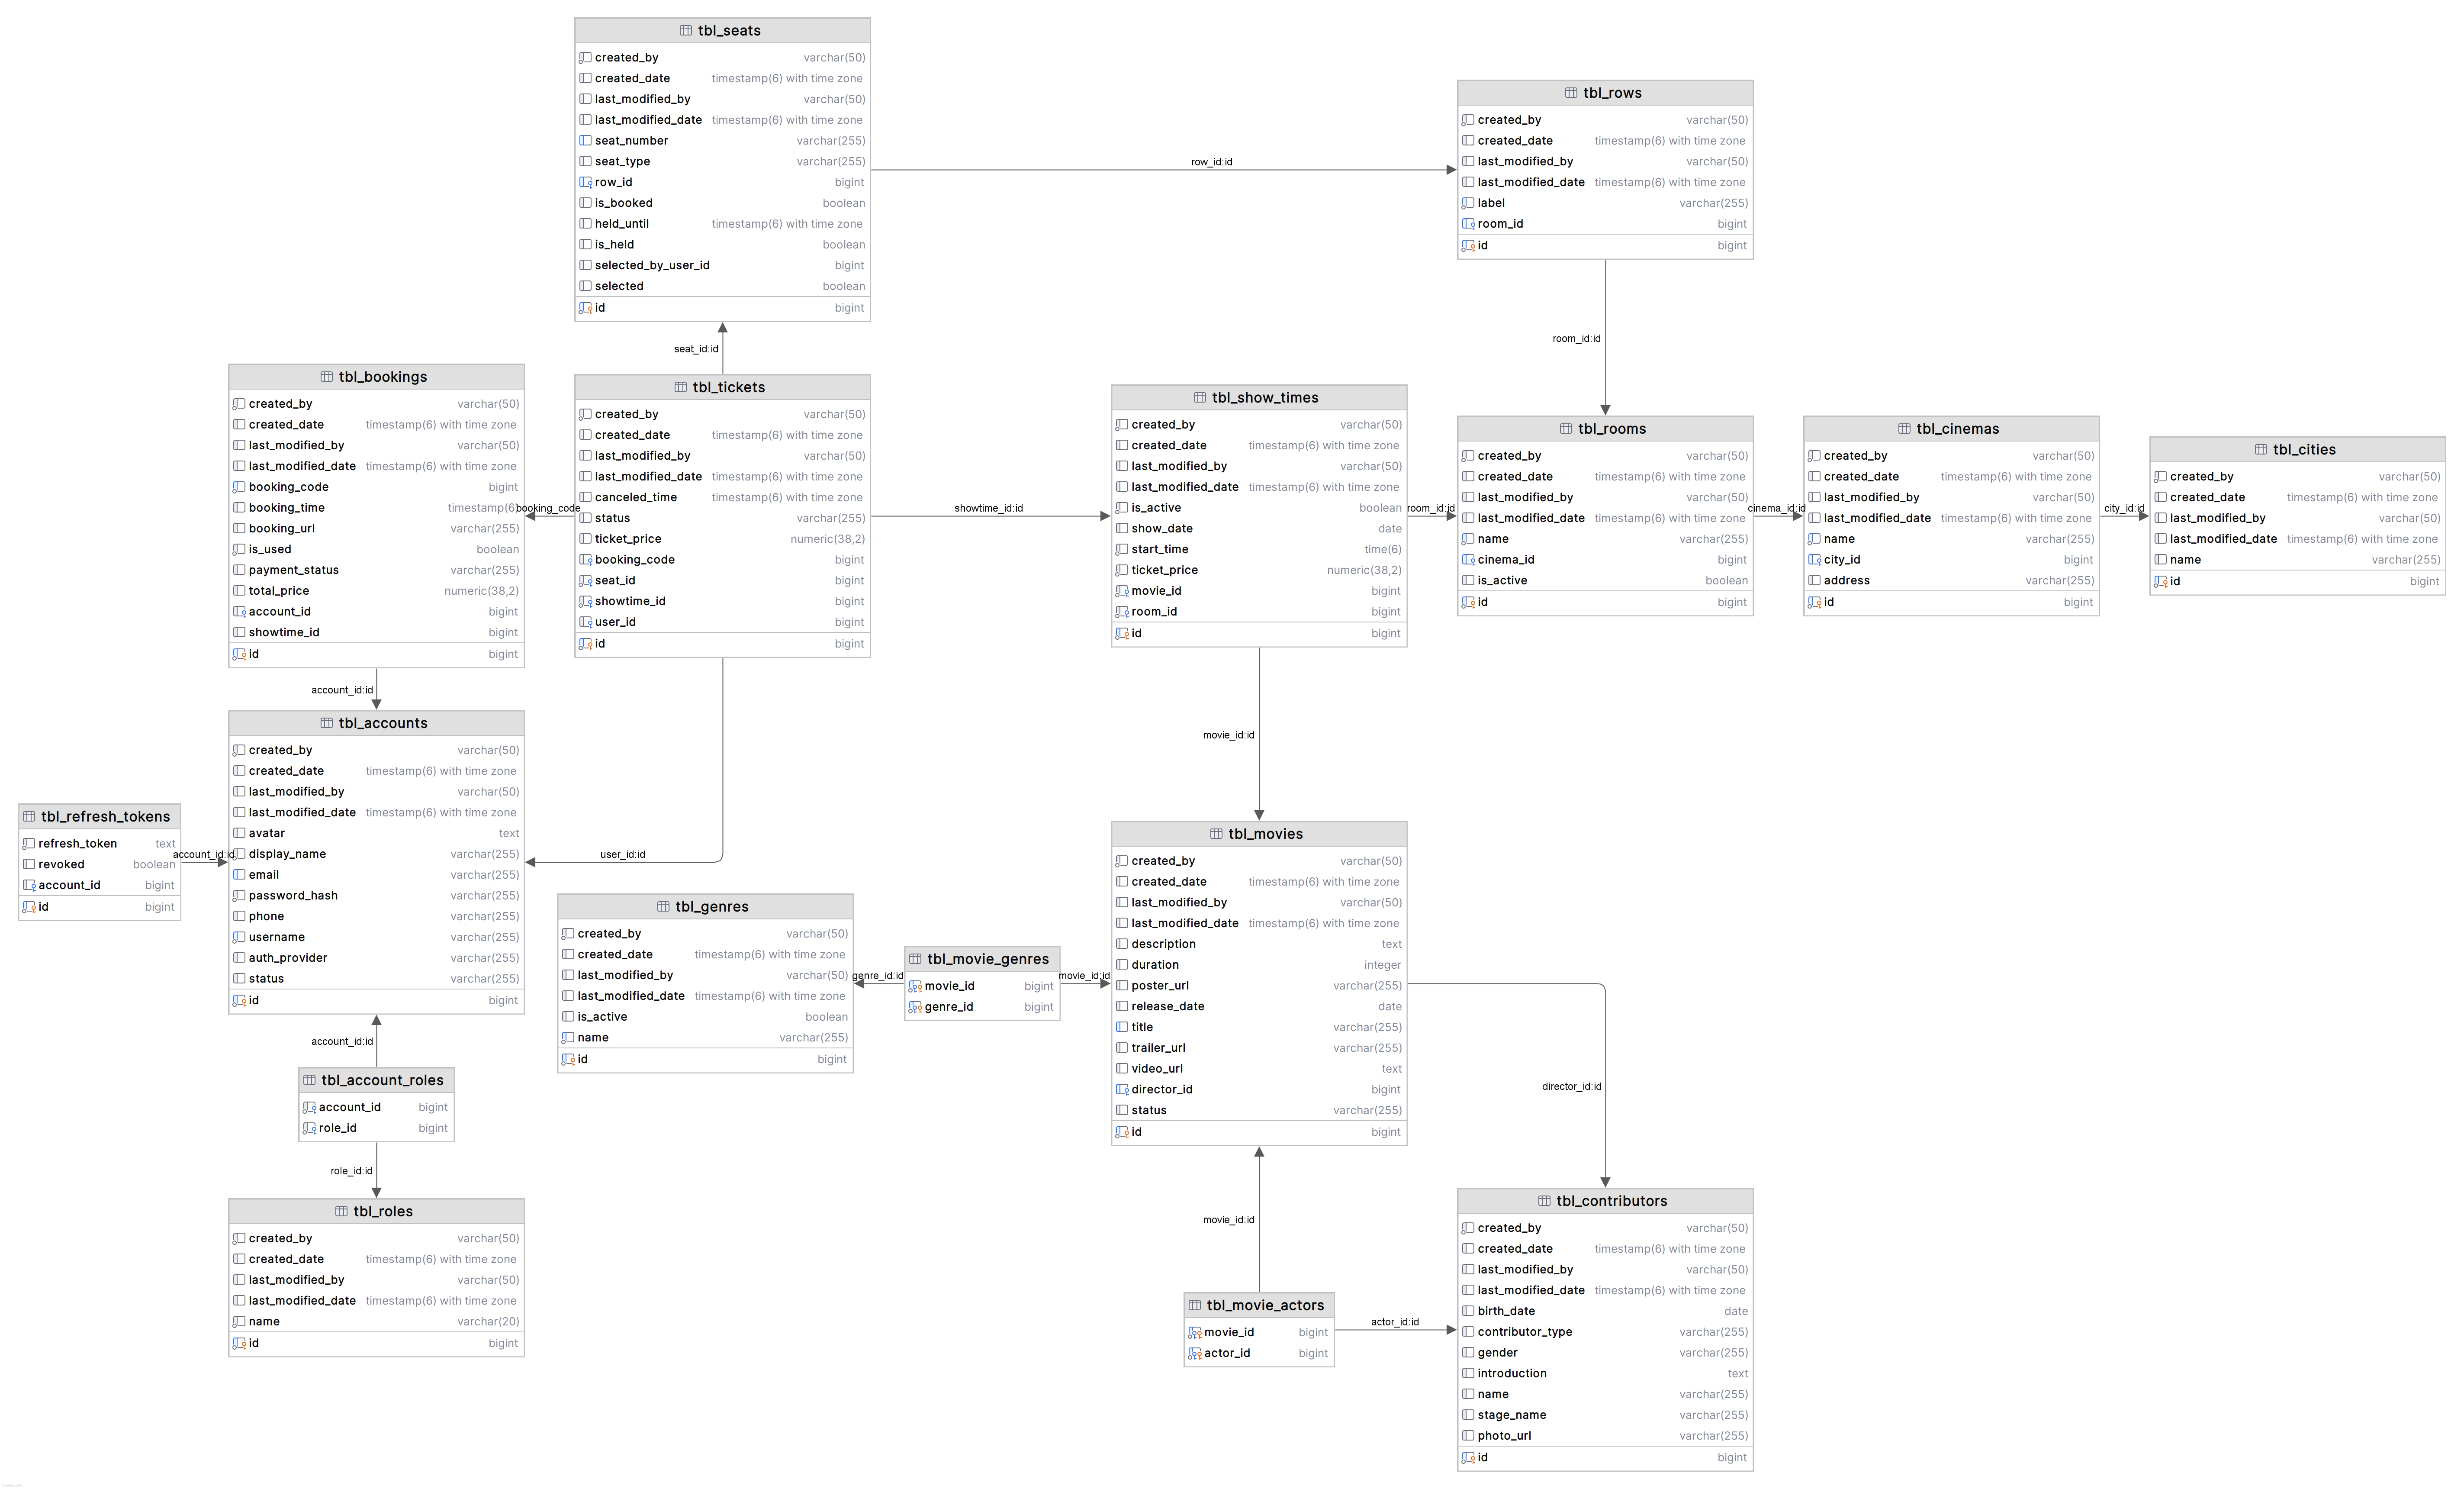 tbl_seats
created_by varchar(50)
created_date timestamp(6) with time zone
last_modified_by varchar(50)
last_modified_date timestamp(6) with time zone
seat_number varchar(255)
seat_type varchar(255)
row_id bigint
is_booked boolean
held_until timestamp(6) with time zone
is_held boolean
selected_by_user_id bigint
selected boolean
id bigint
row_id:id
tbl_rows
created_by varchar(50)
created_date timestamp(6) with time zone
last_modified_by varchar(50)
last_modified_date timestamp(6) with time zone
label varchar(255)
room_id bigint
id bigint
seat_id:id
room_id:id
tbl_bookings
created_by varchar(50)
created_date timestamp(6) with time zone
last_modified_by varchar(50)
last_modified_date timestamp(6) with time zone
booking_code bigint
booking_time timestamp(6)
booking_url varchar(255)
is_used boolean
payment_status varchar(255)
total_price numeric(38,2)
account_id bigint
showtime_id bigint
id bigint
booking_code
tbl_tickets
created_by varchar(50)
created_date timestamp(6) with time zone
last_modified_by varchar(50)
last_modified_date timestamp(6) with time zone
canceled_time timestamp(6) with time zone
status varchar(255)
ticket_price numeric(38,2)
booking_code bigint
seat_id bigint
showtime_id bigint
user_id bigint
id bigint
showtime_id:id
tbl_show_times
created_by varchar(50)
created_date timestamp(6) with time zone
last_modified_by varchar(50)
last_modified_date timestamp(6) with time zone
is_active boolean
show_date date
start_time time(6)
ticket_price numeric(38,2)
movie_id bigint
room_id bigint
id bigint
room_id:id
tbl_rooms
created_by varchar(50)
created_date timestamp(6) with time zone
last_modified_by varchar(50)
last_modified_date timestamp(6) with time zone
name varchar(255)
cinema_id bigint
is_active boolean
id bigint
cinema_id:id
tbl_cinemas
created_by varchar(50)
created_date timestamp(6) with time zone
last_modified_by varchar(50)
last_modified_date timestamp(6) with time zone
name varchar(255)
city_id bigint
address varchar(255)
id bigint
city_id:id
tbl_cities
created_by varchar(50)
created_date timestamp(6) with time zone
last_modified_by varchar(50)
last_modified_date timestamp(6) with time zone
name varchar(255)
id bigint
account_id:id
movie_id:id
tbl_refresh_tokens
refresh_token text
revoked boolean
account_id bigint
id bigint
account_id:id
tbl_accounts
created_by varchar(50)
created_date timestamp(6) with time zone
last_modified_by varchar(50)
last_modified_date timestamp(6) with time zone
avatar text
display_name varchar(255)
email varchar(255)
password_hash varchar(255)
phone varchar(255)
username varchar(255)
auth_provider varchar(255)
status varchar(255)
id bigint
user_id:id
tbl_genres
created_by varchar(50)
created_date timestamp(6) with time zone
last_modified_by varchar(50)
last_modified_date timestamp(6) with time zone
is_active boolean
name varchar(255)
id bigint
genre_id:id
tbl_movie_genres
movie_id bigint
genre_id bigint
movie_id:id
tbl_movies
created_by varchar(50)
created_date timestamp(6) with time zone
last_modified_by varchar(50)
last_modified_date timestamp(6) with time zone
description text
duration integer
poster_url varchar(255)
release_date date
title varchar(255)
trailer_url varchar(255)
video_url text
director_id bigint
status varchar(255)
id bigint
director_id:id
account_id:id
tbl_account_roles
account_id bigint
role_id bigint
role_id:id
tbl_roles
created_by varchar(50)
created_date timestamp(6) with time zone
last_modified_by varchar(50)
last_modified_date timestamp(6) with time zone
name varchar(20)
id bigint
movie_id:id
tbl_movie_actors
movie_id bigint
actor_id bigint
actor_id:id
tbl_contributors
created_by varchar(50)
created_date timestamp(6) with time zone
last_modified_by varchar(50)
last_modified_date timestamp(6) with time zone
birth_date date
contributor_type varchar(255)
gender varchar(255)
introduction text
name varchar(255)
stage_name varchar(255)
photo_url varchar(255)
id bigint